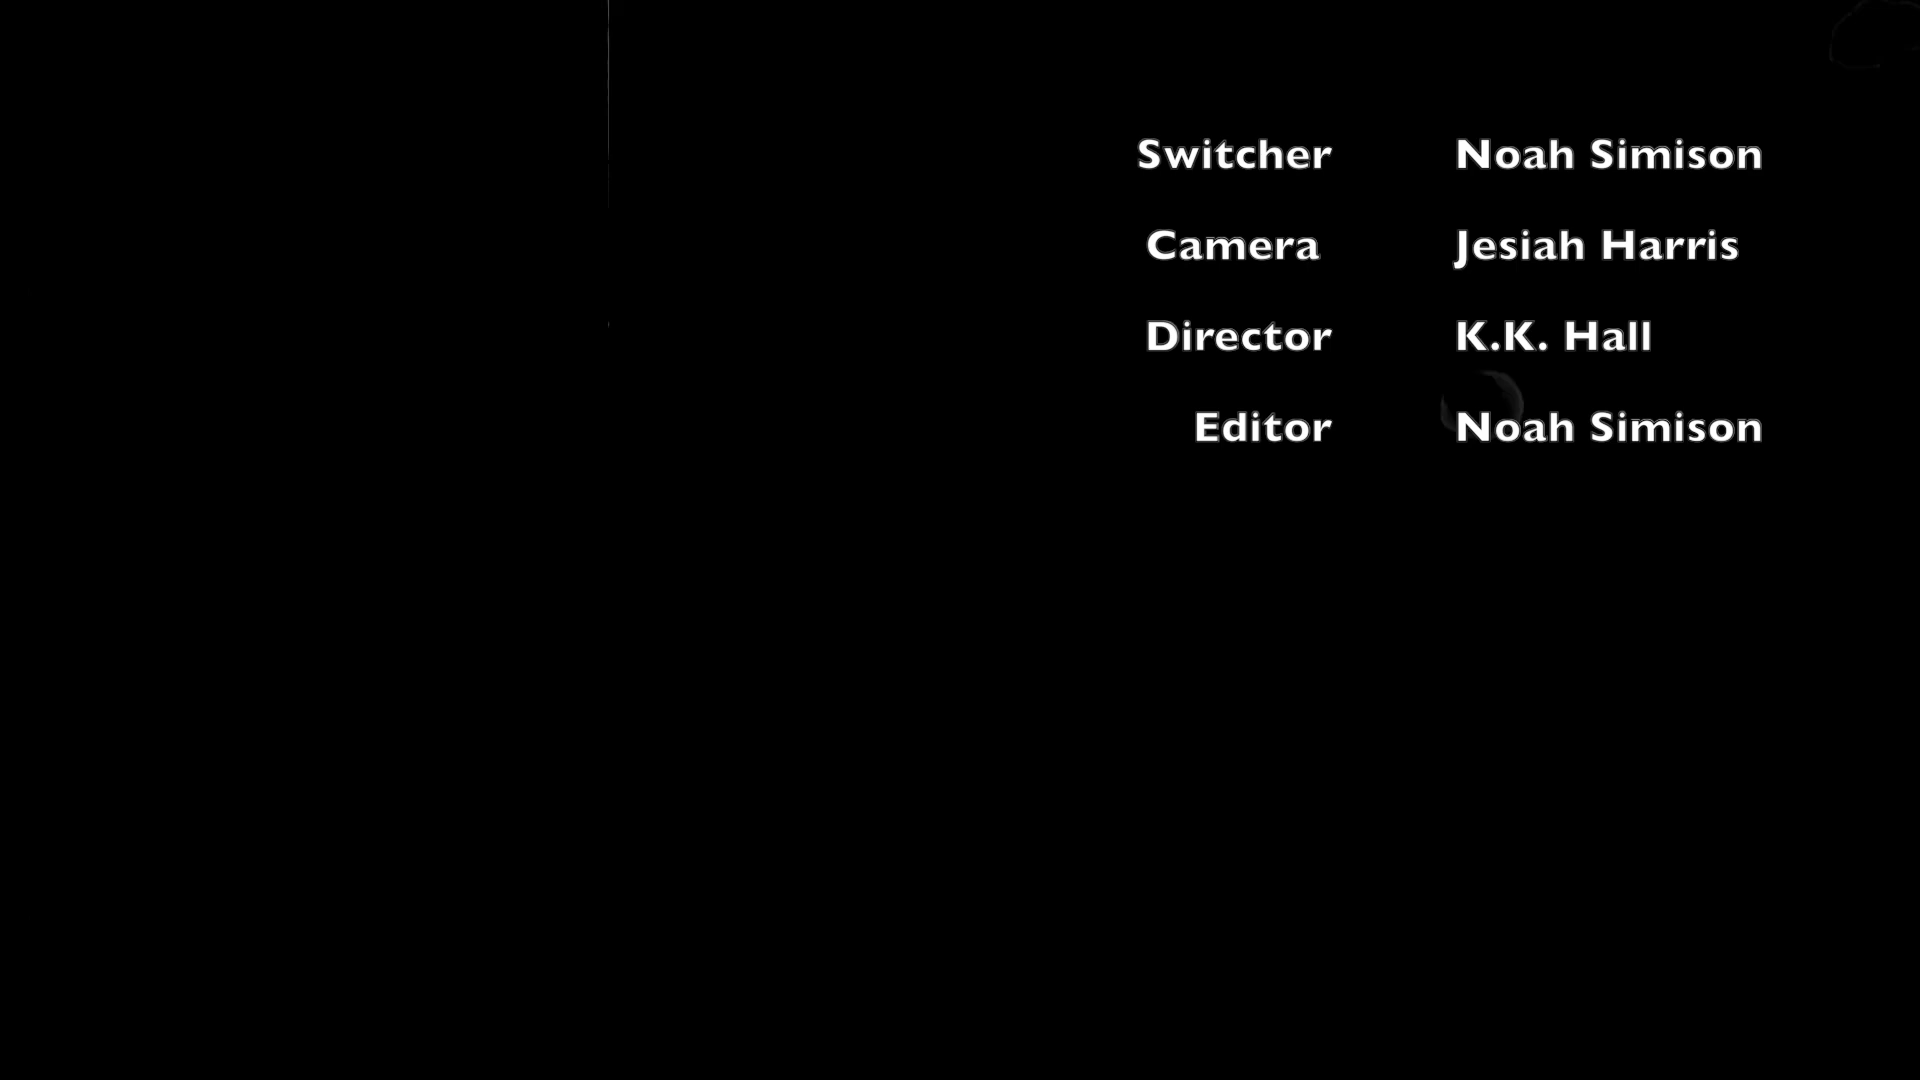 Switcher Noah Simison
Camera Jesiah Harris
Director K.K. Hall
Editor Noah Simison